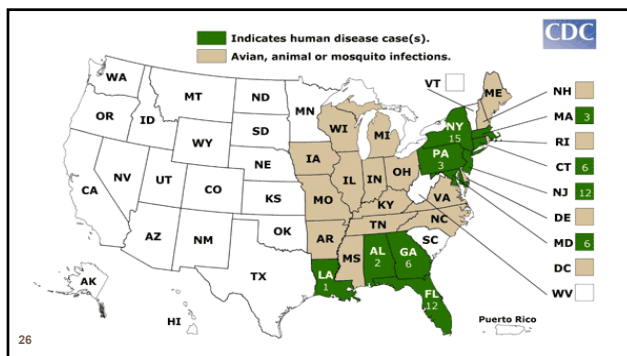 Indicates human disease case(s).
Avian, animal or mosquito infections.
CDC
WA
MT
ND
MN
VT
ME
NH
OR
ID
SD
WI
MI
NY
15
MA 3
WY
RI
IA
PA
3
CT 6
NE
NV
UT
CO
IL
IN
OH
NJ 12
CA
KS
MO
KY
VA
DE
NC
MD 6
TN
OK
AZ
NM
AR
SC
DC
MS
AL
2
GA
6
WV
TX
LA
1
AK
FL
12
HI
Puerto Rico
26